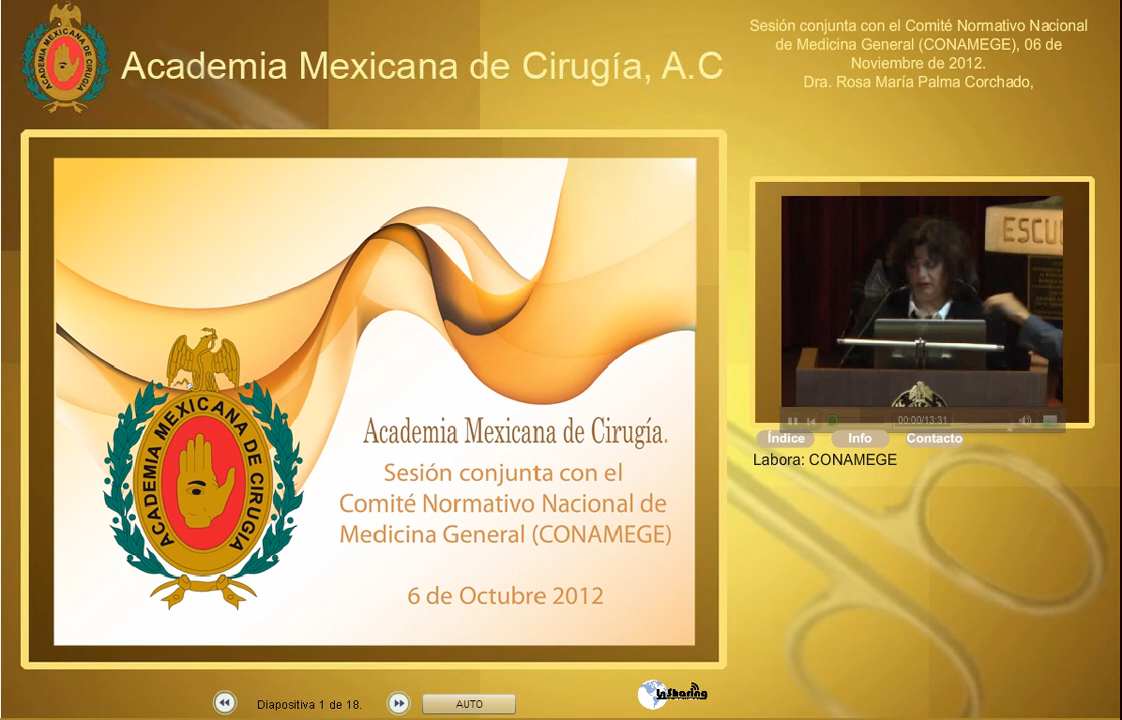 ACADEMIA MEXICANA DE CIRUGIA
Academia Mexicana de Cirugía, A.C
Sesión conjunta con el Comité Normativo Nacional
de Medicina General (CONAMEGE), 06 de
Noviembre de 2012.
Dra. Rosa María Palma Corchado,
ACADEMIA MEXICANA DE CIRUGIA
Academia Mexicana de Cirugía.
Sesión conjunta con el
Comité Normativo Nacional de
Medicina General (CONAMEGE)
6 de Octubre 2012
ESCU
00:00/13:31
Índice Info Contacto
Labora: CONAMEGE
Diapositiva 1 de 18.
AUTO
InSharing